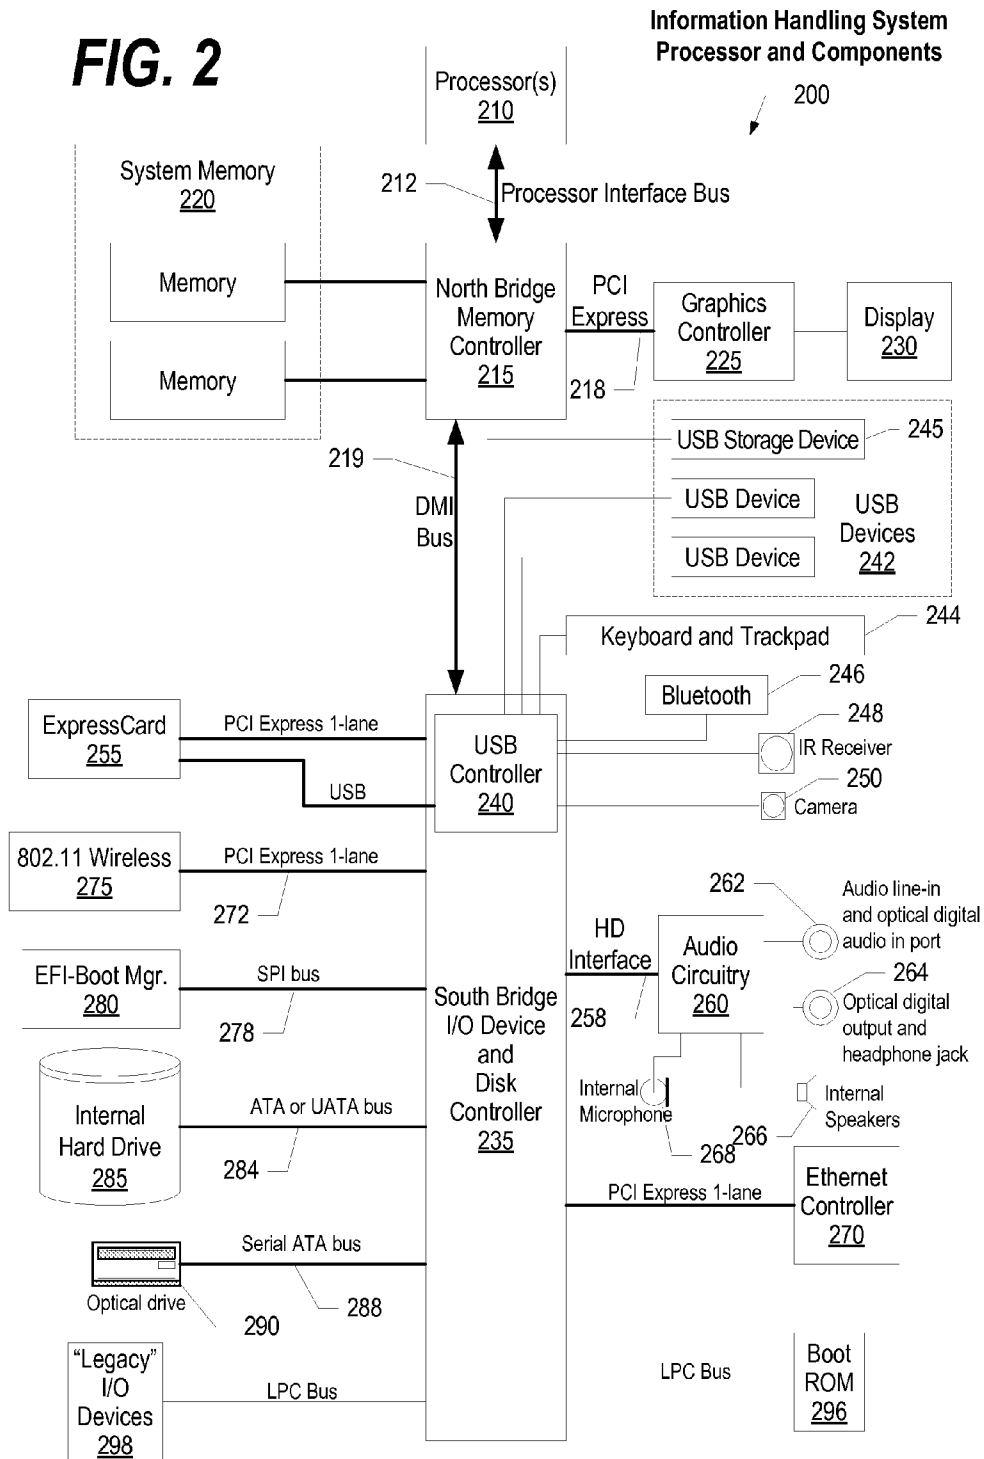 FIG. 2
Information Handling System
Processor and Components
200
Processor(s)
210
212
Processor Interface Bus
System Memory
220
Memory
Memory
North Bridge
Memory
Controller
215
PCI
Express
218
Graphics
Controller
225
Display
230
219
DMI
Bus
USB Storage Device
245
USB Device
USB Device
USB
Devices
242
Keyboard and Trackpad
244
Bluetooth
246
IR Receiver
248
Camera
250
ExpressCard
255
PCI Express 1-lane
USB
USB
Controller
240
802.11 Wireless
275
PCI Express 1-lane
272
EFI-Boot Mgr.
280
SPI bus
278
South Bridge
I/O Device
and
Disk
Controller
235
HD
Interface
258
Audio
Circuitry
260
262
Audio line-in
and optical digital
audio in port
264
Optical digital
output and
headphone jack
Internal
Microphone
268
266
Internal
Speakers
Internal
Hard Drive
285
ATA or UATA bus
284
PCI Express 1-lane
Ethernet
Controller
270
Serial ATA bus
288
Optical drive
290
"Legacy"
I/O
Devices
298
LPC Bus
LPC Bus
Boot
ROM
296